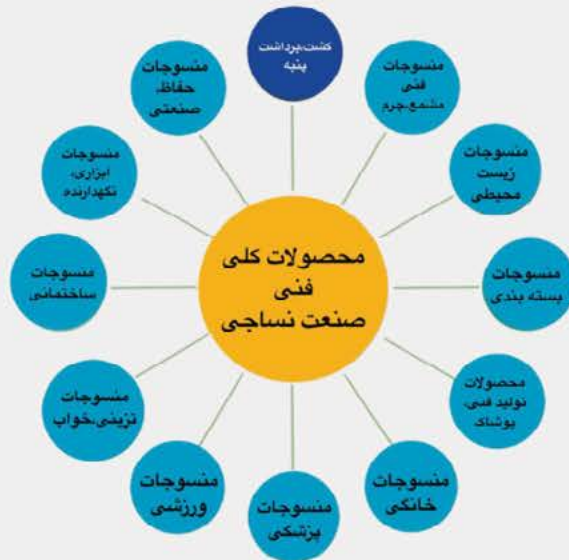 کشت،برداشت
پنبه
منسوجات
فنی
مشمع،چرم
منسوجات
زیست
محیطی
منسوجات
بسته بندی
محصولات
تولید فنی،
پوشاک
منسوجات
خانگی
منسوجات
پزشکی
منسوجات
ورزشی
منسوجات
تزینی،خواب
منسوجات
ساختمانی
منسوجات
ابزاری،
نگهدارنده
منسوجات
حفاظ،
صنعتی
محصولات کلی
فنی
صنعت نساجی